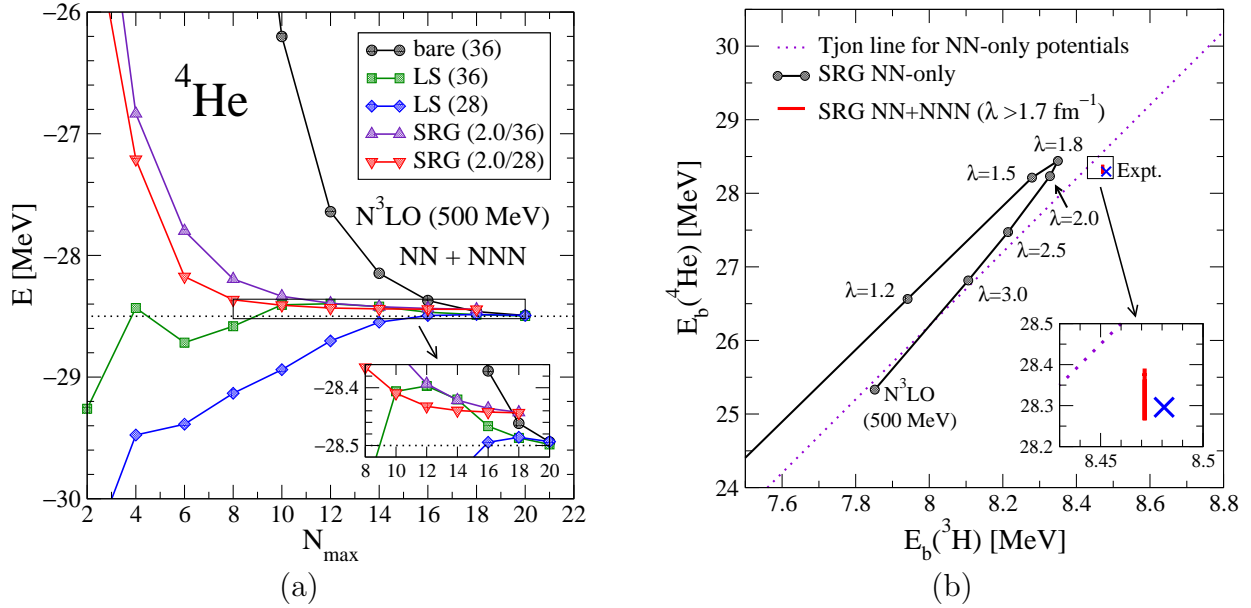 -26
-27
-28
-29
-30
E [MeV]
2 4 6 8 10 12 14 16 18 20 22
N_max
⁴He
bare (36)
LS (36)
LS (28)
SRG (2.0/36)
SRG (2.0/28)
N³LO (500 MeV)
NN + NNN
−28.4
−28.5
8 10 12 14 16 18 20
(a)
30
29
28
27
26
25
24
E_b(⁴He) [MeV]
7.6 7.8 8 8.2 8.4 8.6 8.8
E_b(³H) [MeV]
Tjon line for NN-only potentials
SRG NN-only
SRG NN+NNN (λ >1.7 fm⁻¹)
λ=1.8
λ=1.5
Expt.
λ=2.0
λ=2.5
λ=1.2
λ=3.0
N³LO
(500 MeV)
28.5
28.4
28.3
28.2
8.45 8.5
(b)